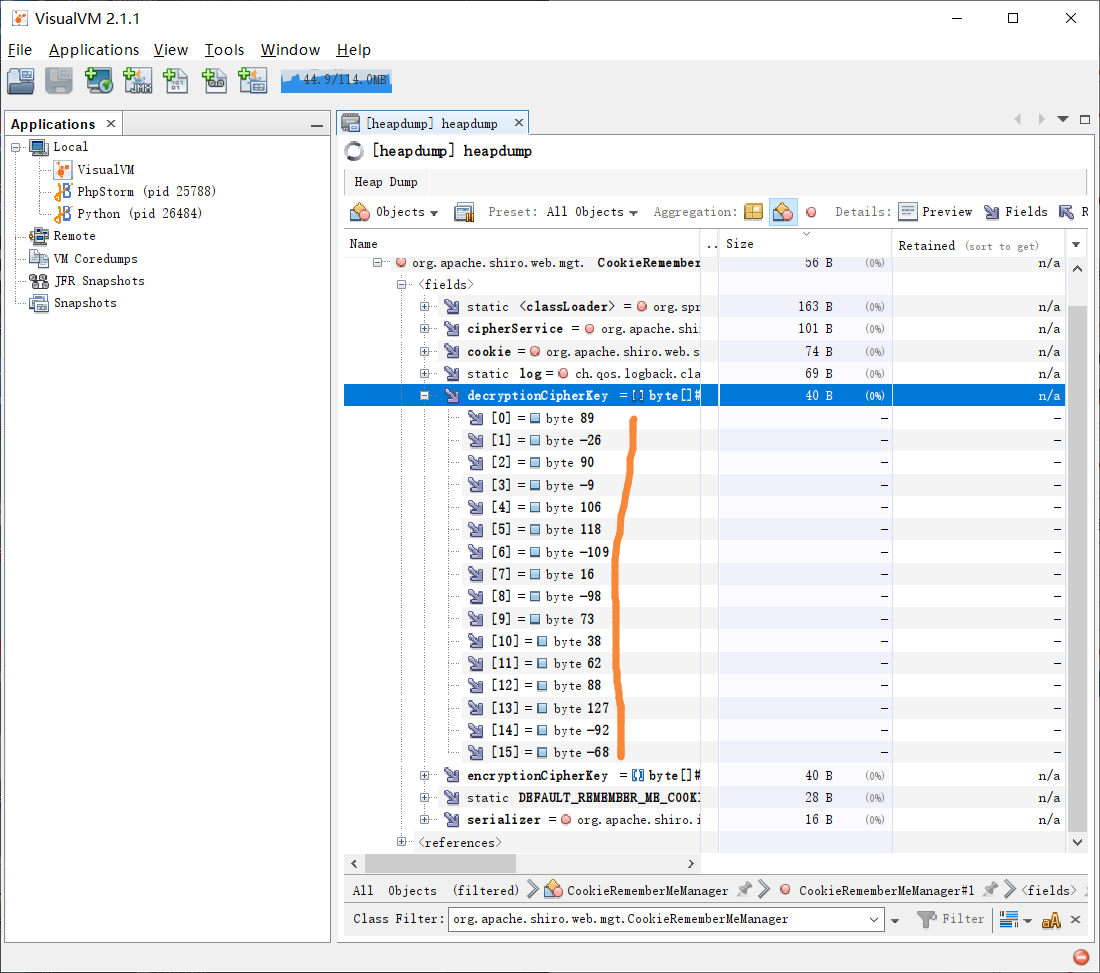 VisualVM 2.1.1
File Applications View Tools Window Help
44.9/114.0MB
Applications
[heapdump] heapdump
Local
VisualVM
PhpStorm (pid 25788)
Python (pid 26484)
Remote
VM Coredumps
JFR Snapshots
Snapshots
[heapdump] heapdump
Heap Dump
Objects Preset: All Objects Aggregation: Details: Preview Fields R
Name .. Size Retained (sort to get)
org.apache.shiro.web.mgt. CookieRemember 56 B (0%) n/a
<fields>
static <classLoader> = org.spr 163 B (0%) n/a
cipherService = org.apache.shi 101 B (0%) n/a
cookie = org.apache.shiro.web.s 74 B (0%) n/a
static log = ch.qos.logback.cla 69 B (0%) n/a
decryptionCipherKey = byte[]# 40 B (0%) n/a
[0] = byte 89 – –
[1] = byte -26 – –
[2] = byte 90 – –
[3] = byte -9 – –
[4] = byte 106 – –
[5] = byte 118 – –
[6] = byte -109 – –
[7] = byte 16 – –
[8] = byte -98 – –
[9] = byte 73 – –
[10] = byte 38 – –
[11] = byte 62 – –
[12] = byte 88 – –
[13] = byte 127 – –
[14] = byte -92 – –
[15] = byte -68 – –
encryptionCipherKey = byte[]# 40 B (0%) n/a
static DEFAULT_REMEMBER_ME_COOKI 28 B (0%) n/a
serializer = org.apache.shiro.i 16 B (0%) n/a
<references>
All Objects (filtered) CookieRememberMeManager CookieRememberMeManager#1 <fields>
Class Filter: org.apache.shiro.web.mgt.CookieRememberMeManager Filter aA